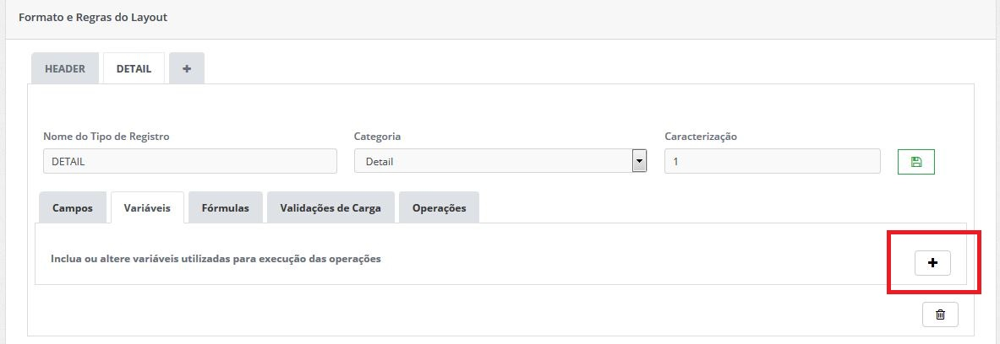 Formato e Regras do Layout
HEADER DETAIL +
Nome do Tipo de Registro Categoria Caracterização
DETAIL Detail 1
Campos Variáveis Fórmulas Validações de Carga Operações
Inclua ou altere variáveis utilizadas para execução das operações
+